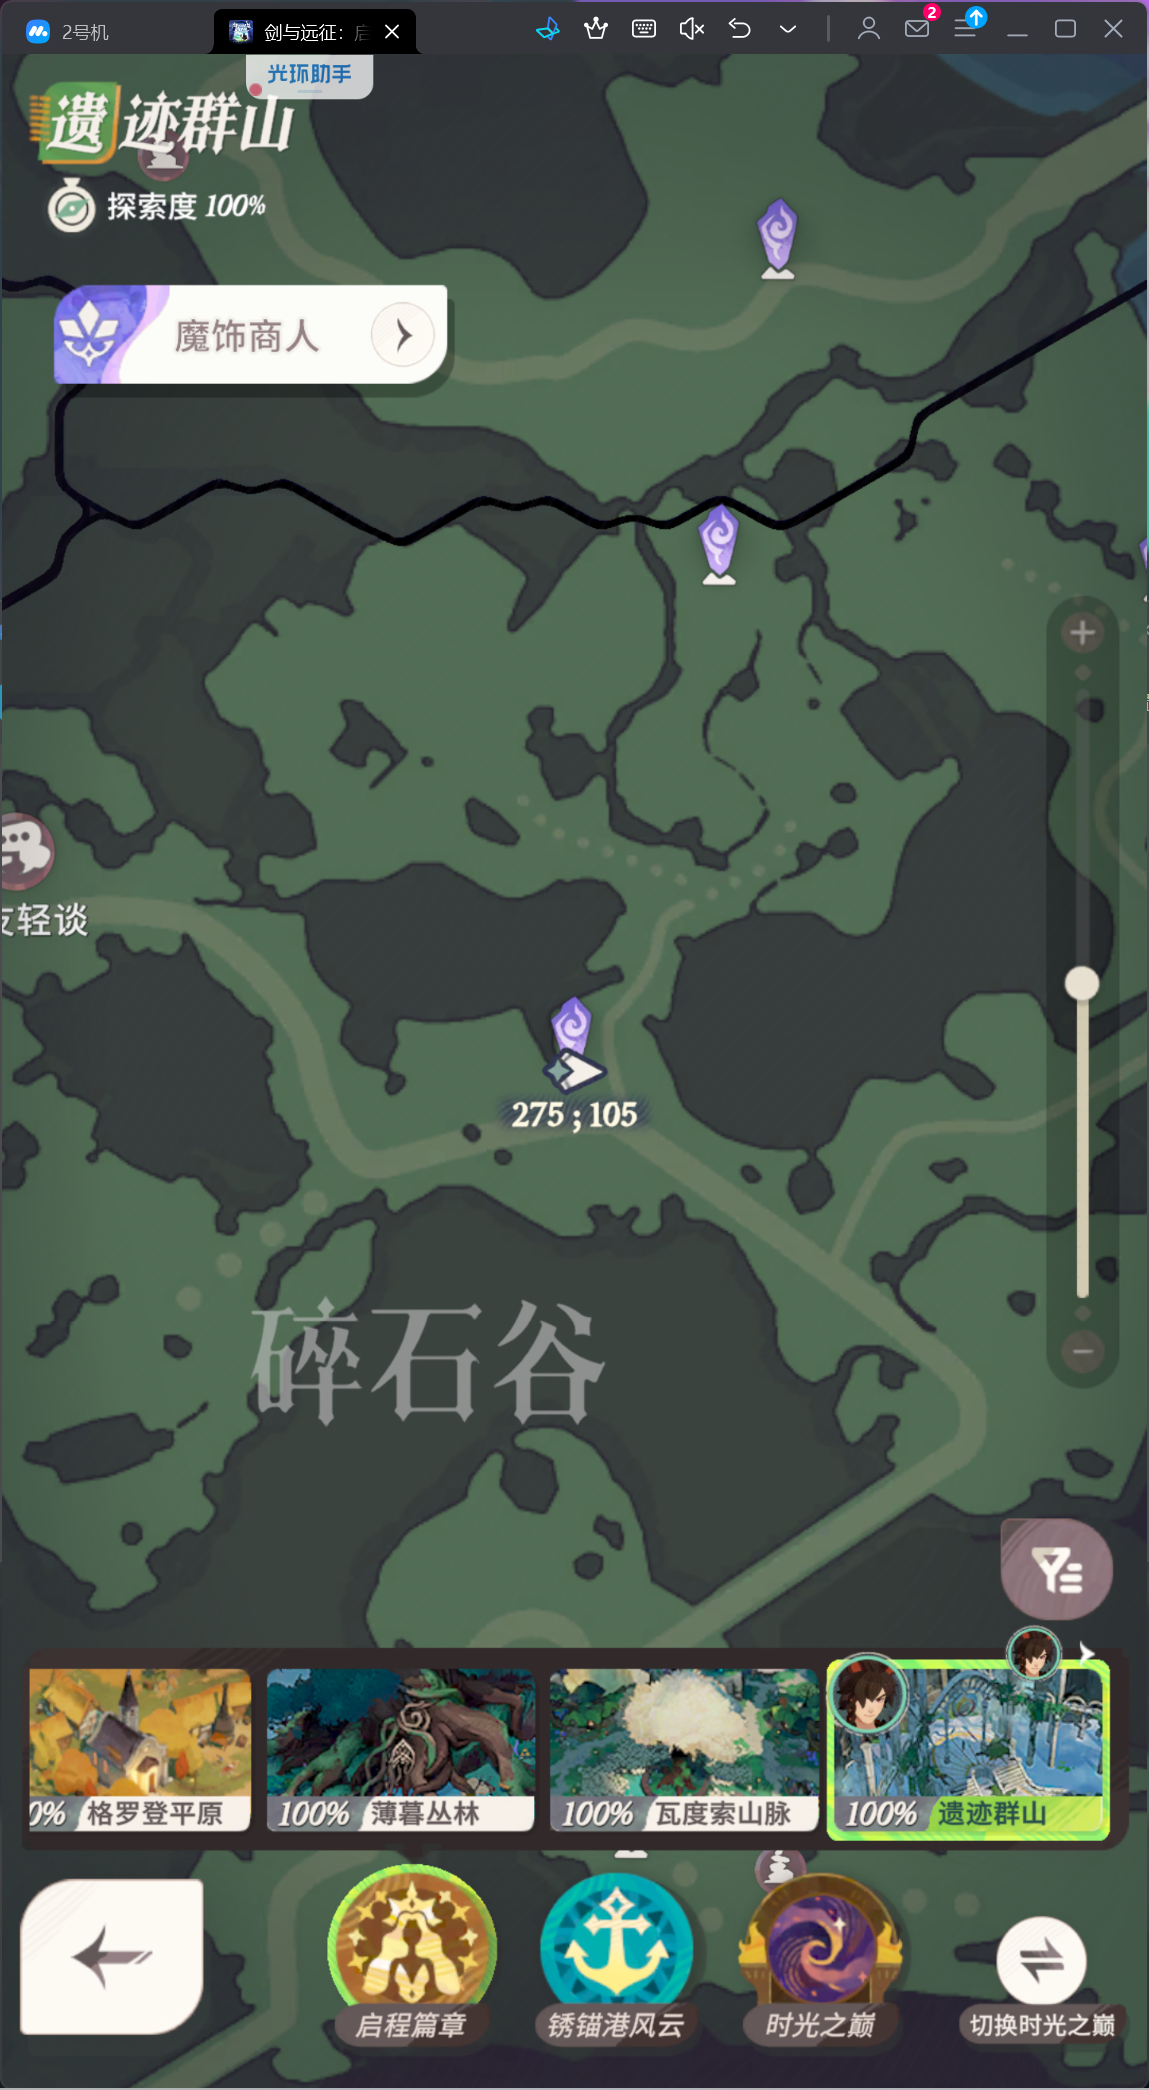 2号机
剑与远征：启
2
光环助手
遗迹群山
探索度 100%
魔饰商人
友轻谈
275 ; 105
碎石谷
0% 格罗登平原
100% 薄暮丛林
100% 瓦度索山脉
100% 遗迹群山
启程篇章
锈锚港风云
时光之巅
切换时光之巅